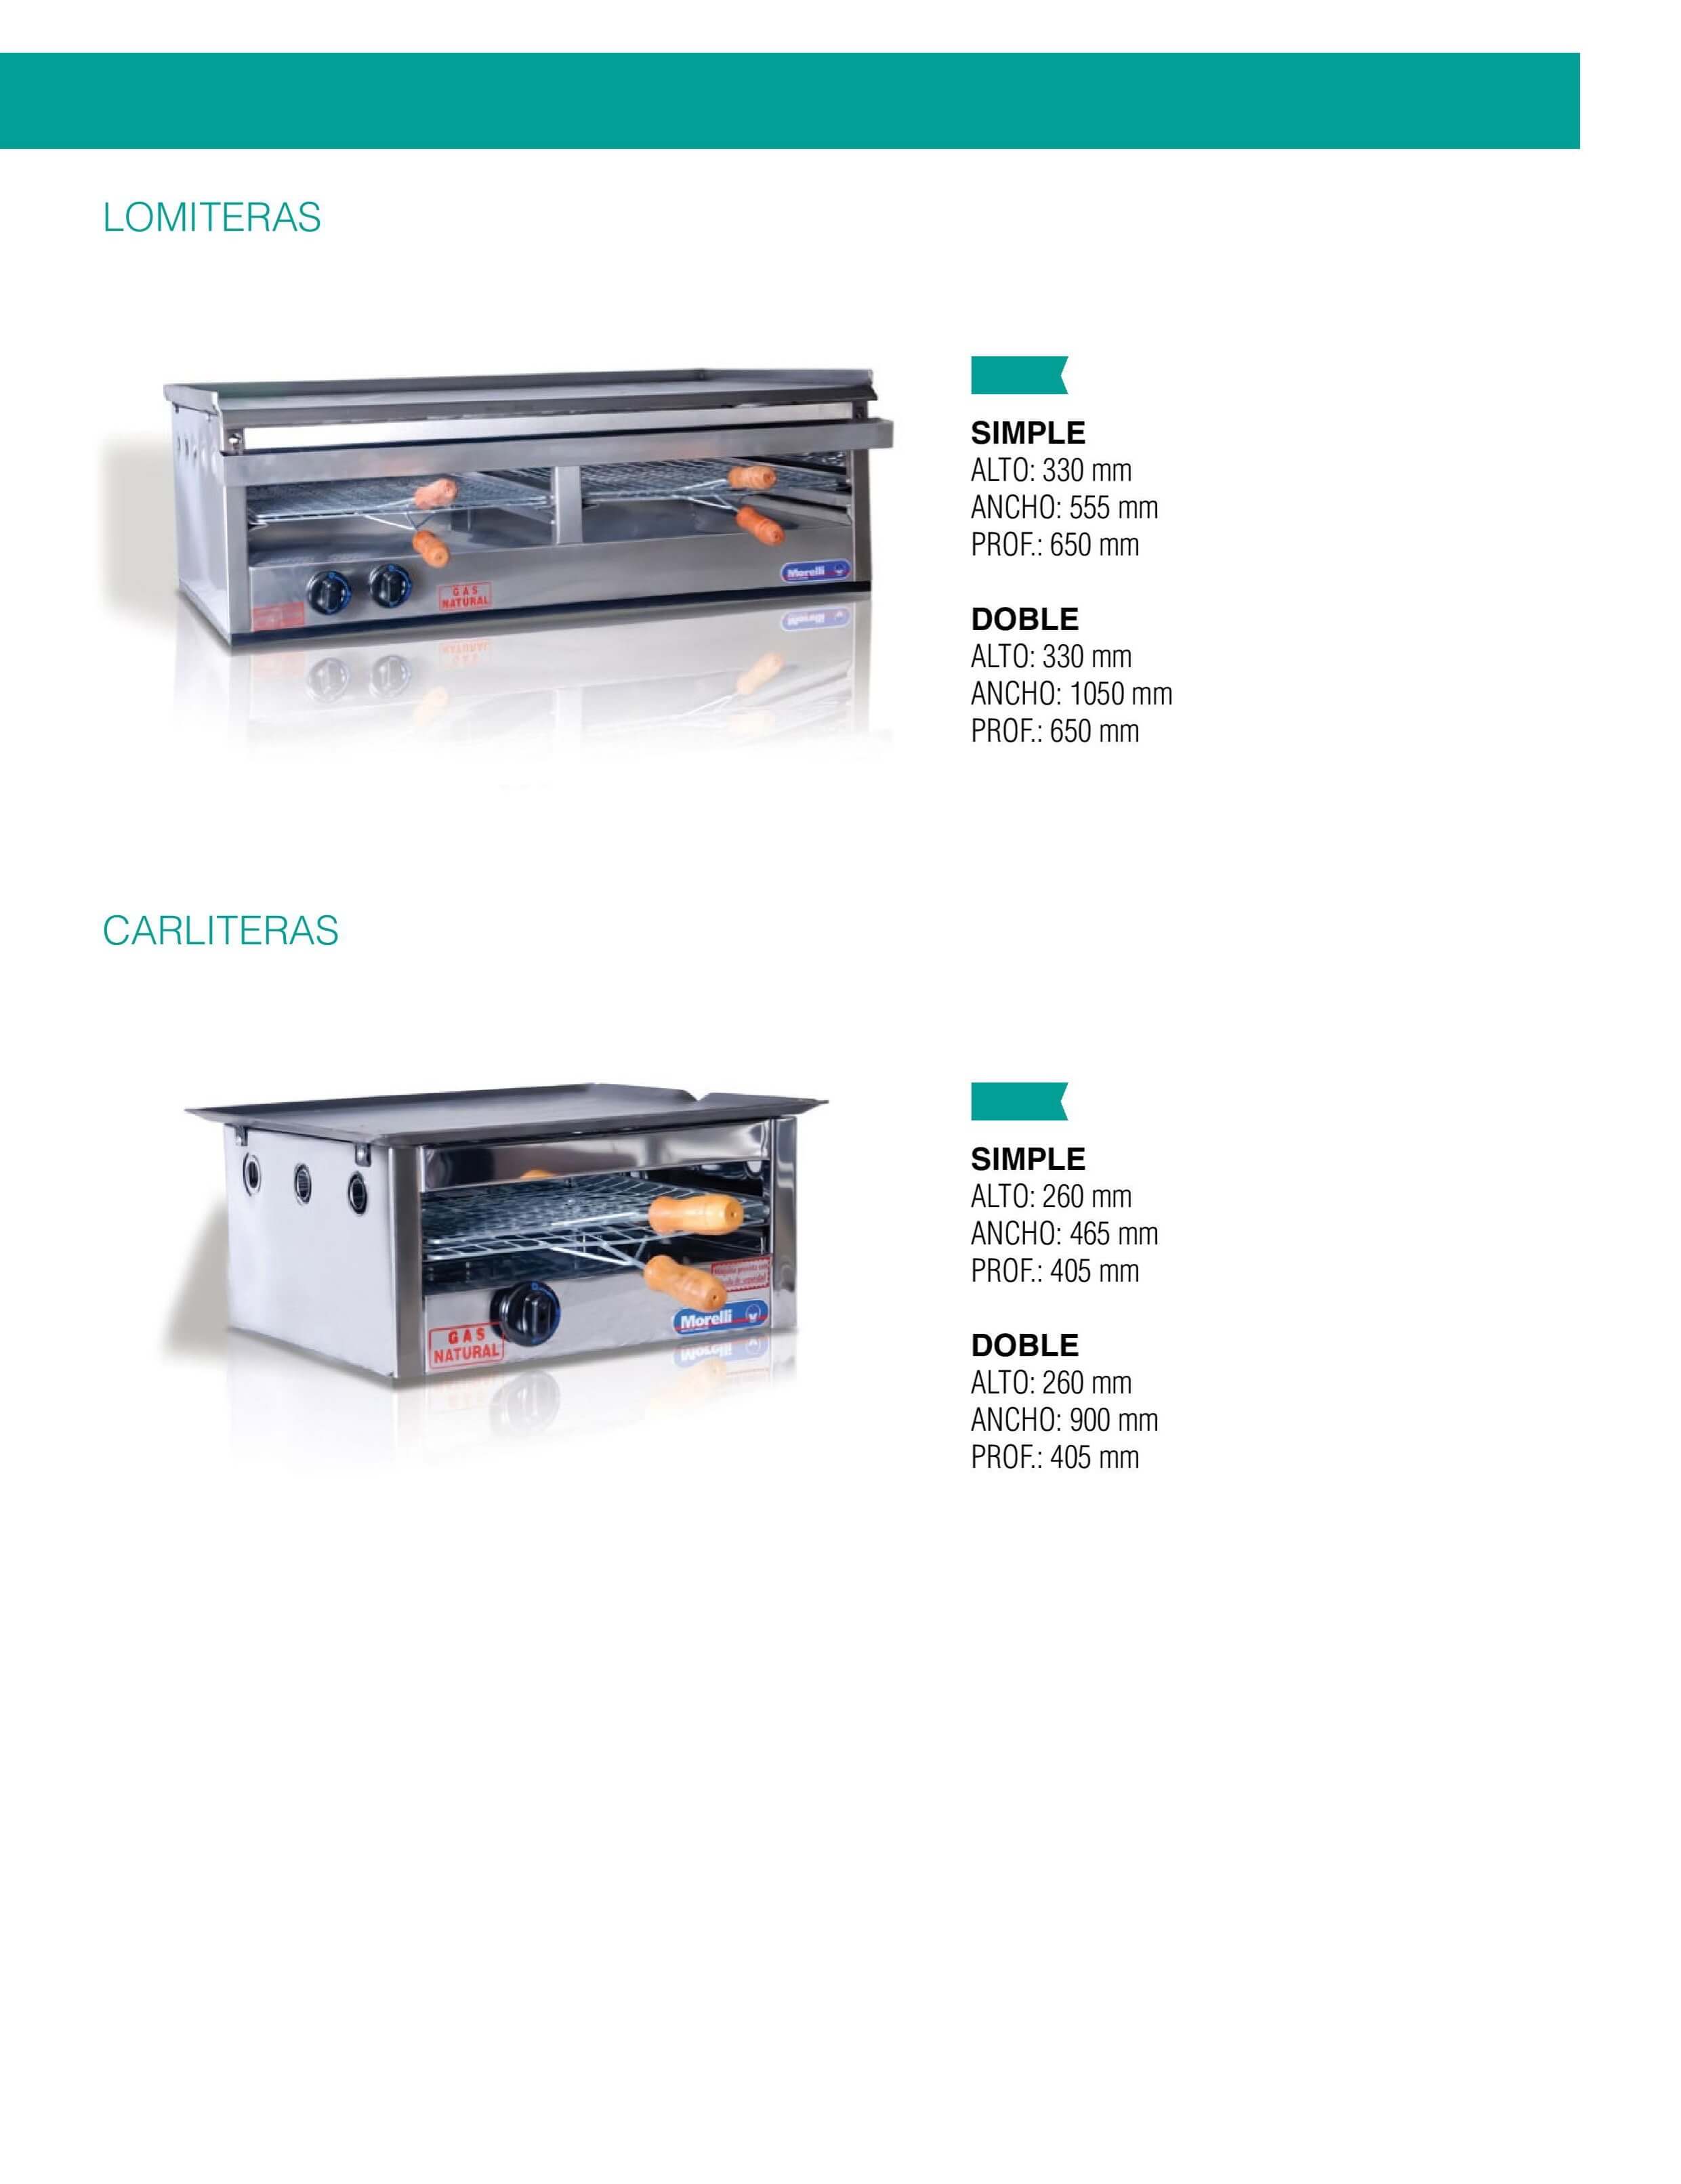 LOMITERAS
SIMPLE
ALTO: 330 mm
ANCHO: 555 mm
PROF.: 650 mm
DOBLE
ALTO: 330 mm
ANCHO: 1050 mm
PROF.: 650 mm
Morelli
GAS
NATURAL
CARLITERAS
SIMPLE
ALTO: 260 mm
ANCHO: 465 mm
PROF.: 405 mm
DOBLE
ALTO: 260 mm
ANCHO: 900 mm
PROF.: 405 mm
Morelli
GAS
NATURAL